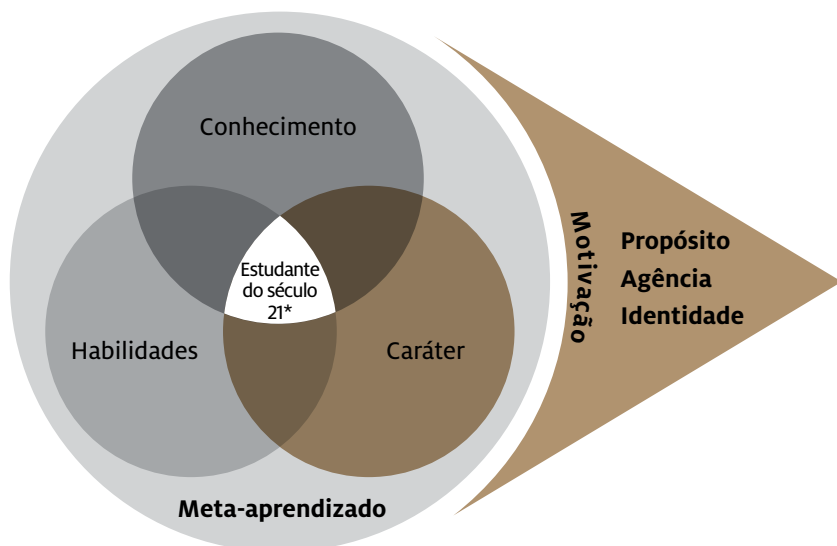 Conhecimento
Estudante
do século
21*
Habilidades
Caráter
Meta-aprendizado
Motivação
Propósito
Agência
Identidade